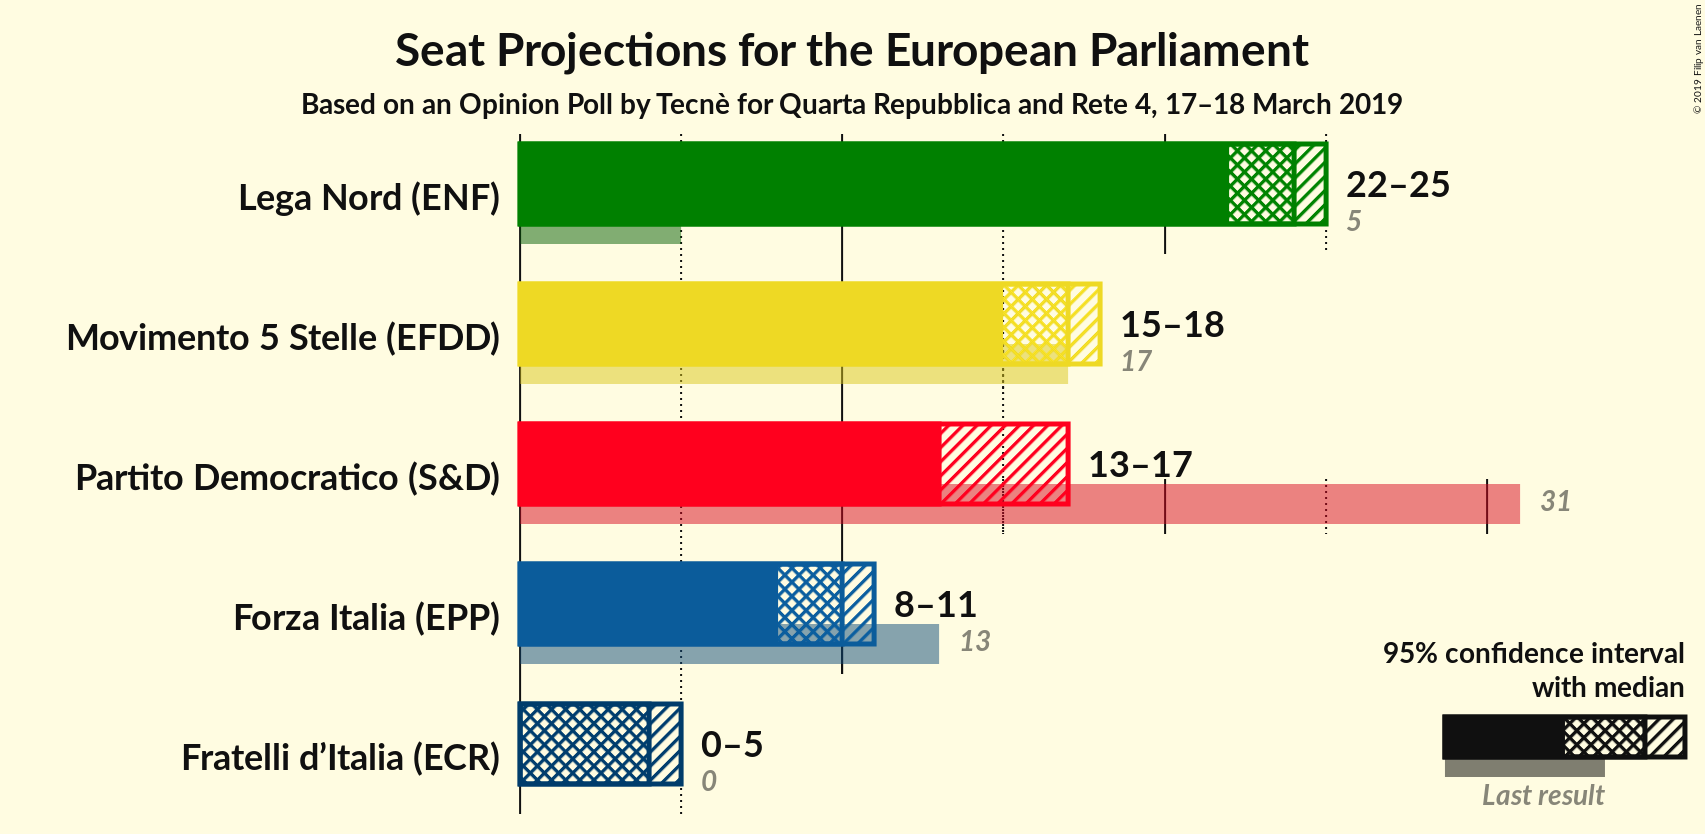 Seat Projections for the European Parliament
Based on an Opinion Poll by Tecnè for Quarta Repubblica and Rete 4, 17–18 March 2019
© 2019 Filip van Laenen
Lega Nord (ENF)
22–25
5
Movimento 5 Stelle (EFDD)
15–18
17
Partito Democratico (S&D)
13–17
31
Forza Italia (EPP)
8–11
13
Fratelli d’Italia (ECR)
0–5
0
95% confidence interval
with median
Last result